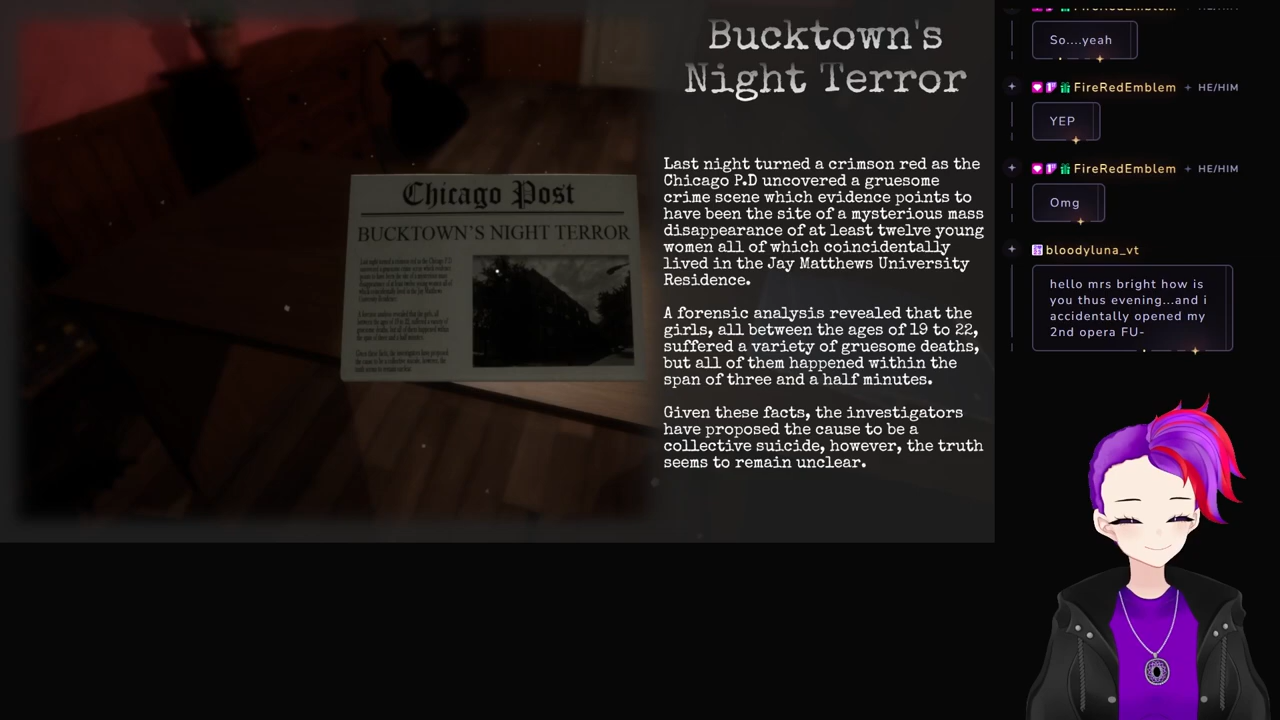 Bucktown's
Night Terror
Last night turned a crimson red as the
Chicago P.D uncovered a gruesome
crime scene which evidence points to
have been the site of a mysterious mass
disappearance of at least twelve young
women all of which coincidentally
lived in the Jay Matthews University
Residence.
A forensic analysis revealed that the
girls, all between the ages of 19 to 22,
suffered a variety of gruesome deaths,
but all of them happened within the
span of three and a half minutes.
Given these facts, the investigators
have proposed the cause to be a
collective suicide, however, the truth
seems to remain unclear.
Chicago Post
BUCKTOWN'S NIGHT TERROR
FireRedEmblem HE/HIM
So....yeah
FireRedEmblem HE/HIM
YEP
FireRedEmblem HE/HIM
Omg
bloodyluna_vt
hello mrs bright how is
you thus evening...and i
accidentally opened my
2nd opera FU-